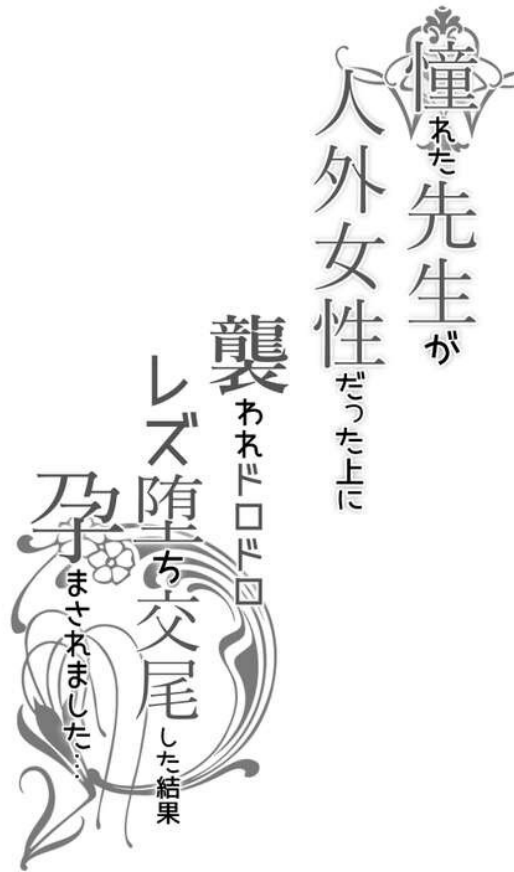 憧れた先生が
人外女性だった上に
襲われドロドロ
レズ堕ち交尾した結果
孕まされました…